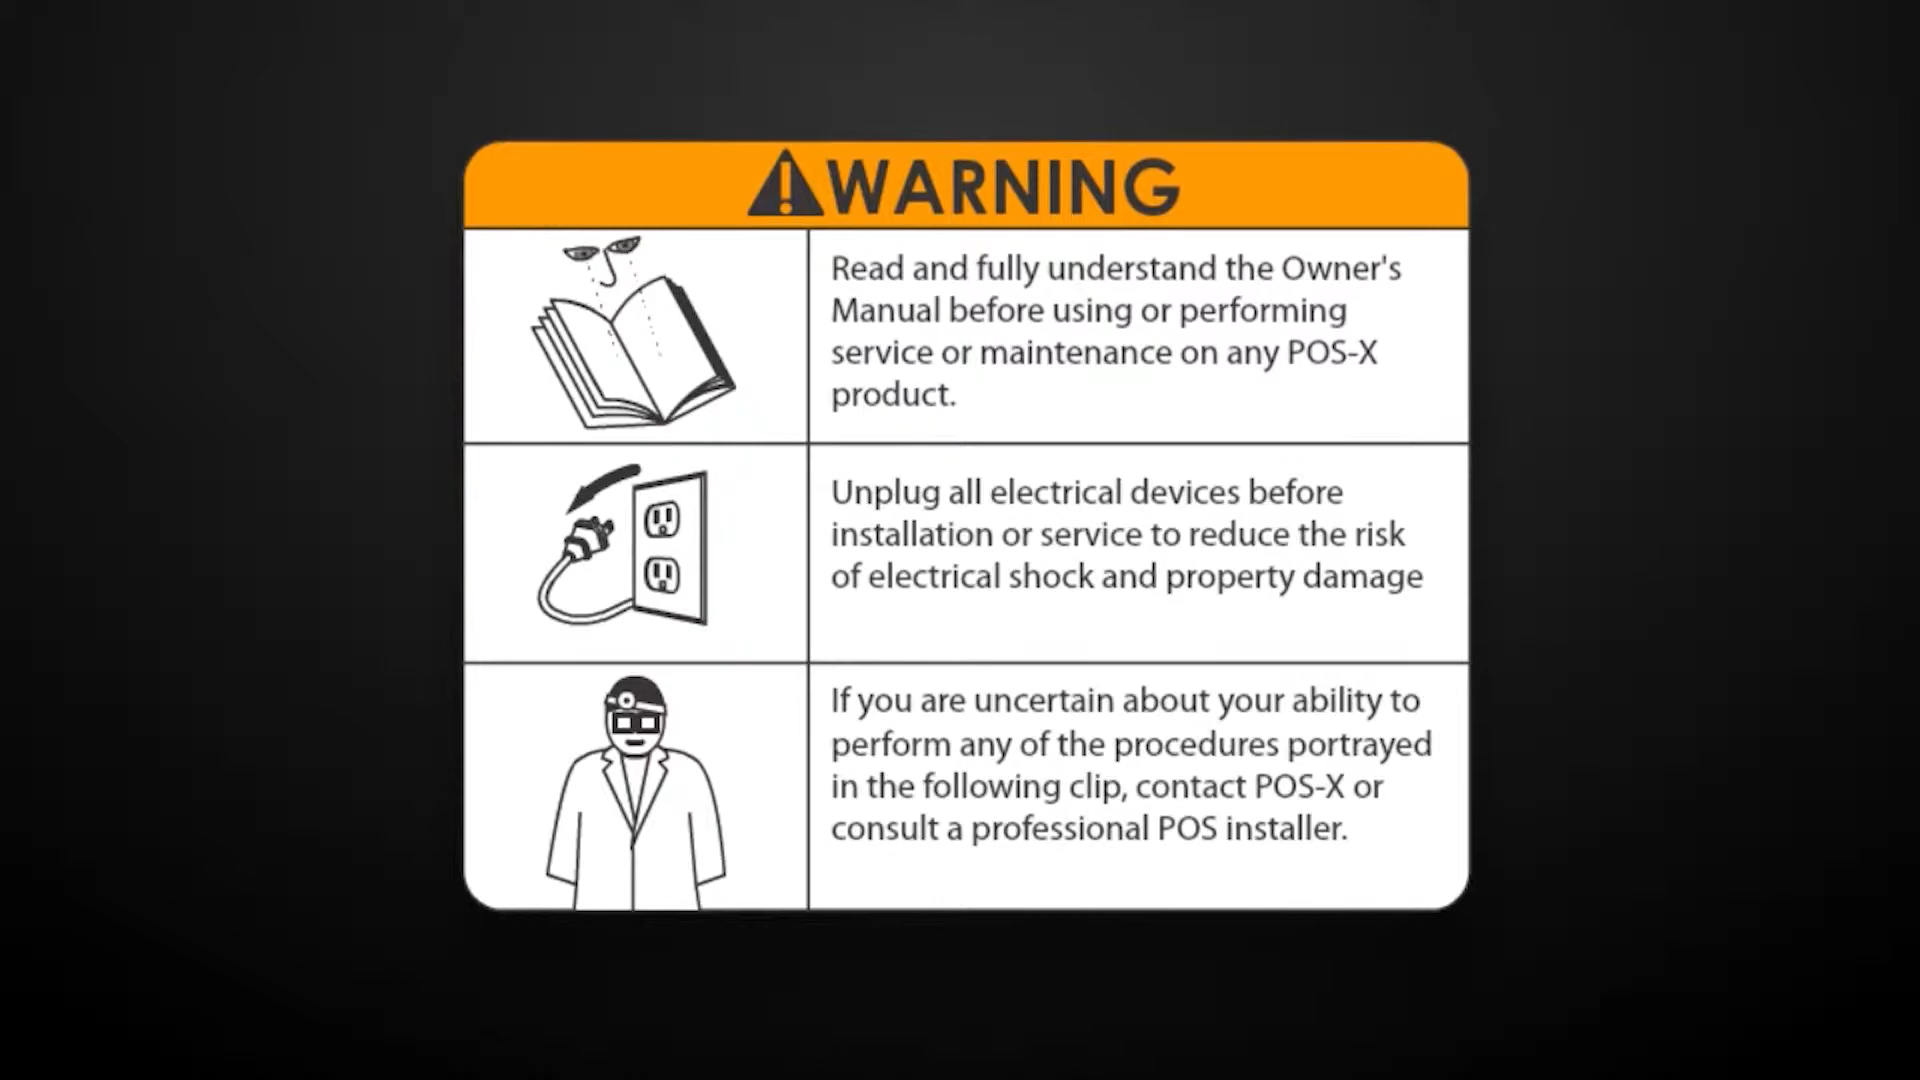 WARNING
Read and fully understand the Owner's
Manual before using or performing
service or maintenance on any POS-X
product.
Unplug all electrical devices before
installation or service to reduce the risk
of electrical shock and property damage
If you are uncertain about your ability to
perform any of the procedures portrayed
in the following clip, contact POS-X or
consult a professional POS installer.